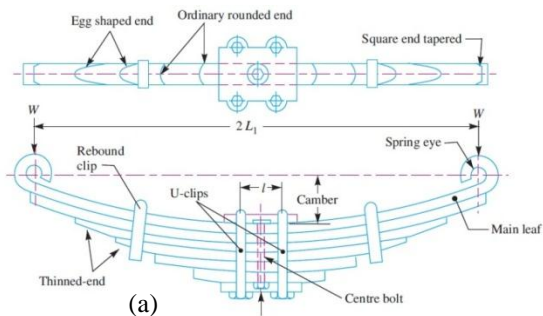 Egg shaped end
Ordinary rounded end
Square end tapered
W
2 L₁
W
Rebound
clip
Spring eye
l
U-clips
Camber
Main leaf
Thinned-end
Centre bolt
(a)